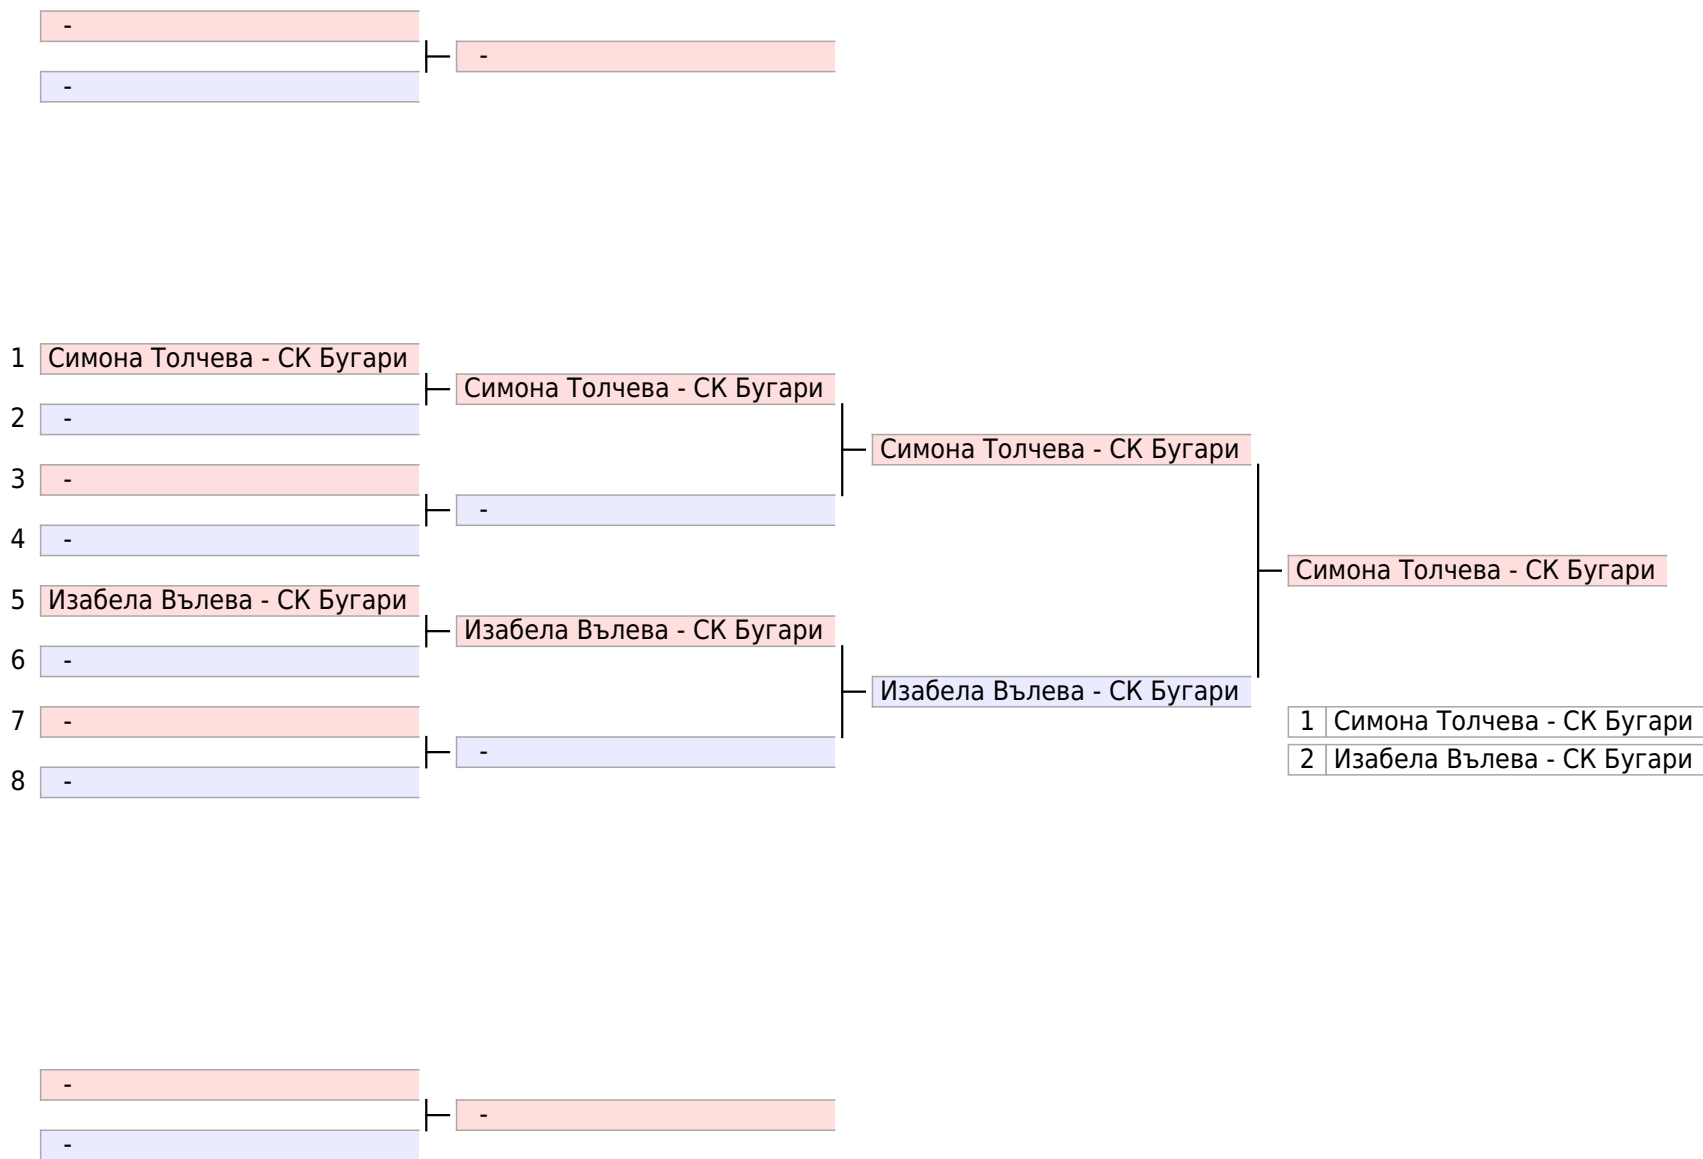 -
-
-
1 Симона Толчева - СК Бугари
Симона Толчева - СК Бугари
2 -
Симона Толчева - СК Бугари
3 -
-
4 -
Симона Толчева - СК Бугари
5 Изабела Вълева - СК Бугари
Изабела Вълева - СК Бугари
6 -
Изабела Вълева - СК Бугари
7 -
1 Симона Толчева - СК Бугари
-
2 Изабела Вълева - СК Бугари
8 -
-
-
-